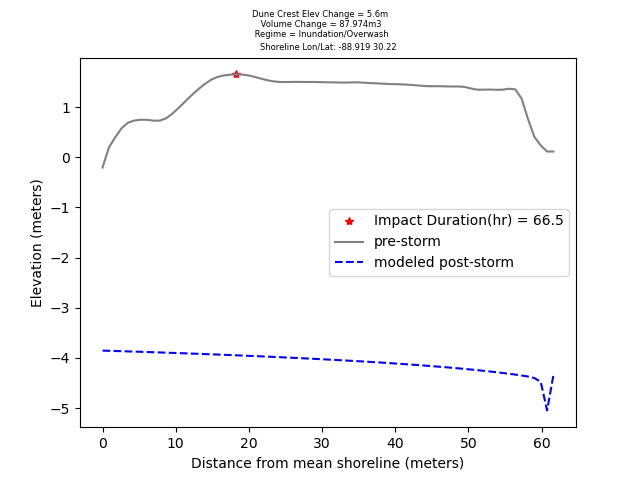 Dune Crest Elev Change = 5.6m
Volume Change = 87.974m3
Regime = Inundation/Overwash
Shoreline Lon/Lat: -88.919 30.22
1
0
−1
−2
−3
−4
−5
Elevation (meters)
Impact Duration(hr) = 66.5
pre-storm
modeled post-storm
0 10 20 30 40 50 60
Distance from mean shoreline (meters)